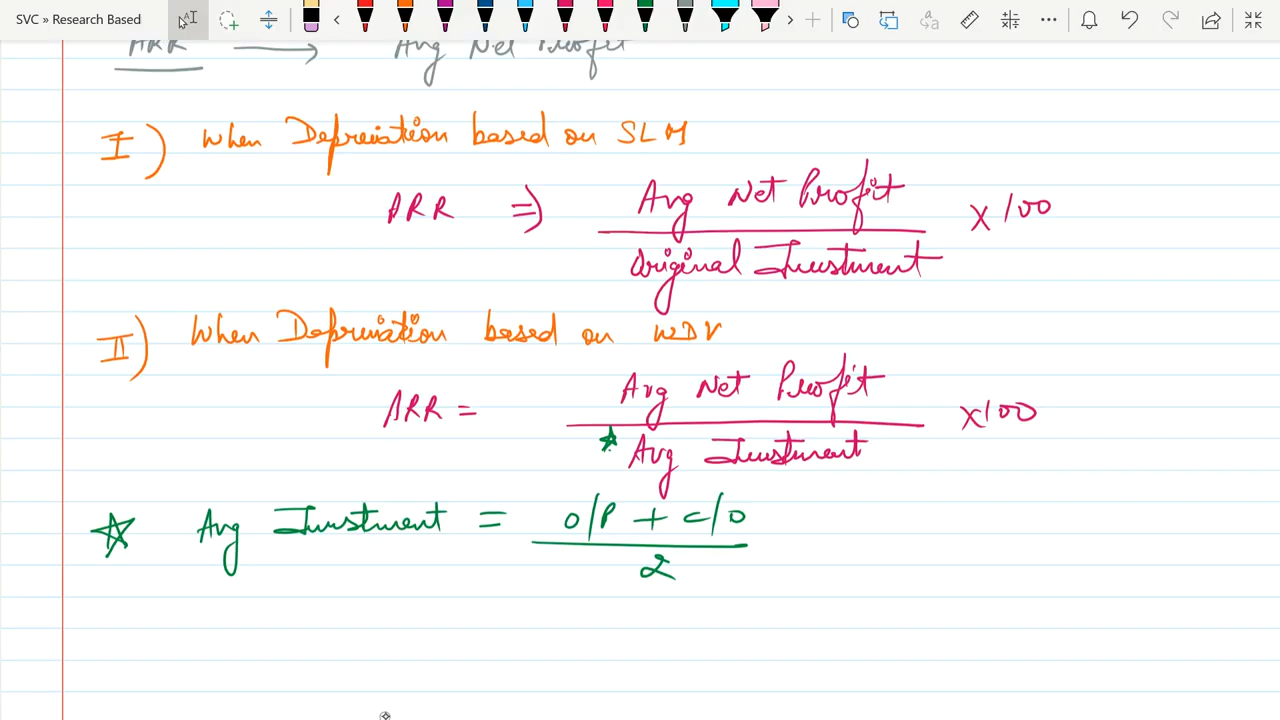 SVC » Research Based
ARR → Avg Net Profit
I) When Depreciation based on SLM
ARR ⇒ Avg Net Profit × 100
Original Investment
II) When Depreciation based on WDV
ARR = Avg Net Profit × 100
☆ Avg Investment
☆ Avg Investment = O/P + C/O
2